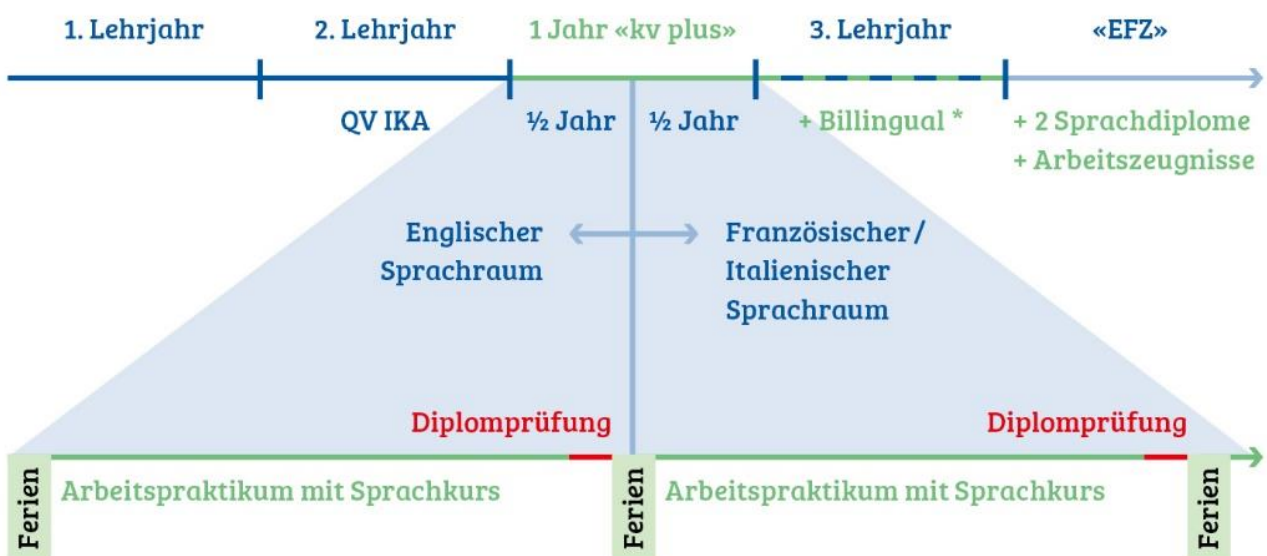 1. Lehrjahr
2. Lehrjahr
1 Jahr «kv plus»
3. Lehrjahr
«EFZ»
QV IKA
½ Jahr
½ Jahr
+ Billingual *
+ 2 Sprachdiplome
+ Arbeitszeugnisse
Englischer
Sprachraum
Französischer/
Italienischer
Sprachraum
Diplomprüfung
Diplomprüfung
Ferien
Arbeitspraktikum mit Sprachkurs
Ferien
Arbeitspraktikum mit Sprachkurs
Ferien